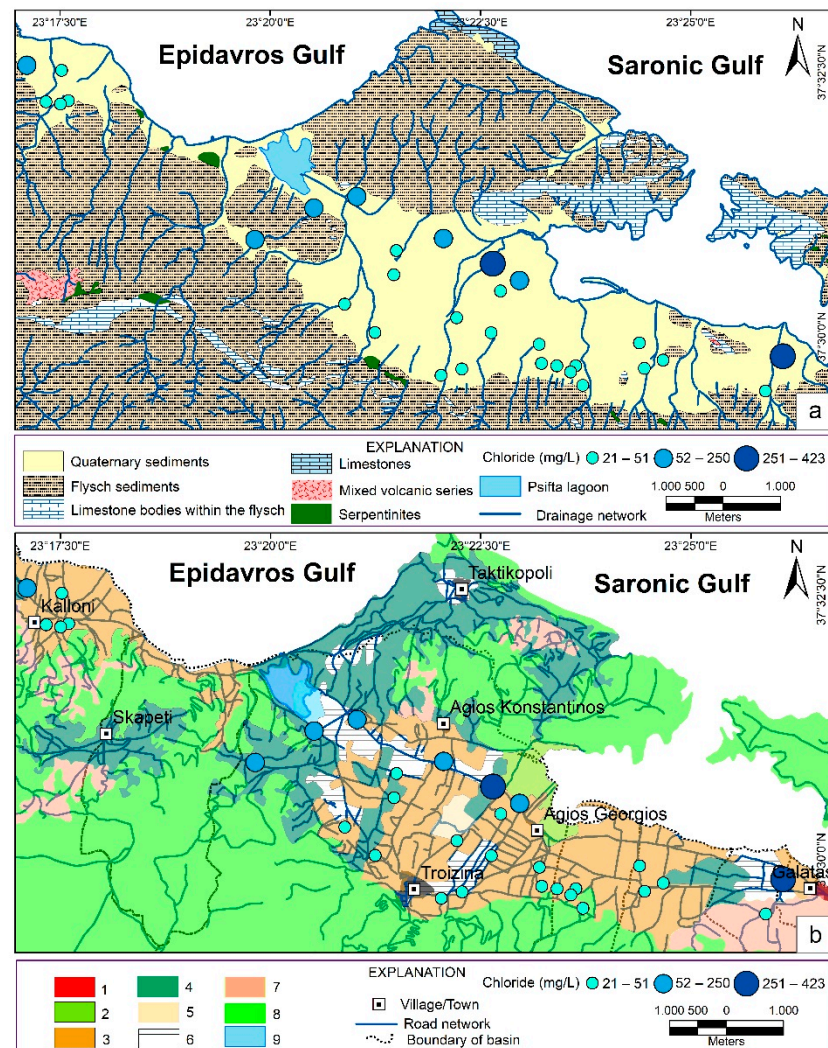 23°17'30"E 23°20'0"E 23°22'30"E 23°25'0"E
Epidavros Gulf
Saronic Gulf
N
37°32'30"N
37°30'0"N
a
EXPLANATION
Quaternary sediments
Flysch sediments
Limestone bodies within the flysch
Limestones
Mixed volcanic series
Serpentinites
Chloride (mg/L) 21 – 51 52 – 250 251 – 423
Psifta lagoon
Drainage network
1.000 500 0 1.000
Meters
23°17'30"E 23°20'0"E 23°22'30"E 23°25'0"E
Epidavros Gulf
Saronic Gulf
N
37°32'30"N
Taktikopoli
Kalloni
Skapeti
Agios Konstantinos
Agios Georgios
Troizina
Galatas
b
EXPLANATION
1 4 7
2 5 8
3 6 9
Village/Town
Road network
Boundary of basin
Chloride (mg/L) 21 – 51 52 – 250 251 – 423
1.000 500 0 1.000
Meters